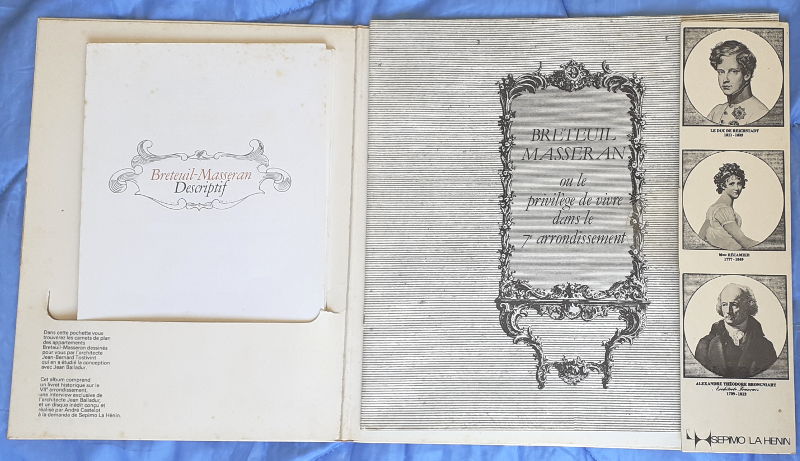 Breteuil-Masseran
Descriptif
Dans cette pochette vous
trouverez les carnets de plan
des appartements
Breteuil-Masseran dessinés
pour vous par l'architecte
Jean-Bernard Tostivint
qui en a étudié la conception
avec Jean Balladur.
Cet album comprend
un livret historique sur le
VIIe arrondissement,
une interview exclusive de
l'architecte Jean Balladur,
et un disque inédit conçu et
réalisé par André Castelot
à la demande de Sepimo La Hénin.
BRETEUIL
MASSERAN
ou le
privilège de vivre
dans le
7e arrondissement
LE DUC DE REICHSTADT
1811 - 1832
Mme RÉCAMIER
1777 - 1849
ALEXANDRE THÉODORE BRONGNIART
Architecte Parisien
1739 - 1813
SEPIMO LA HENIN